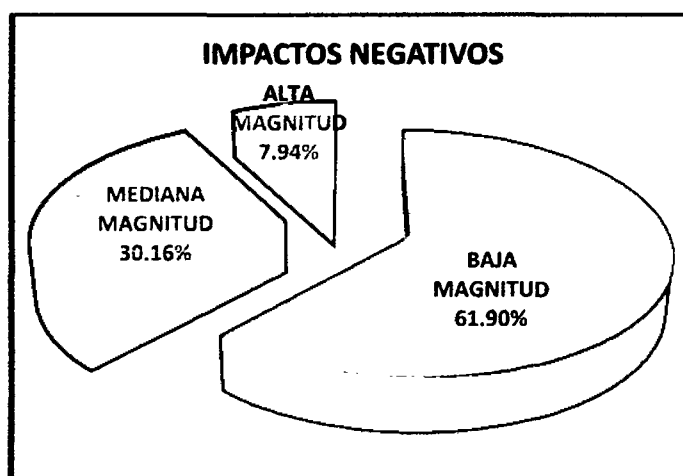 IMPACTOS NEGATIVOS
ALTA
MAGNITUD
7.94%
MEDIANA
MAGNITUD
30.16%
BAJA
MAGNITUD
61.90%